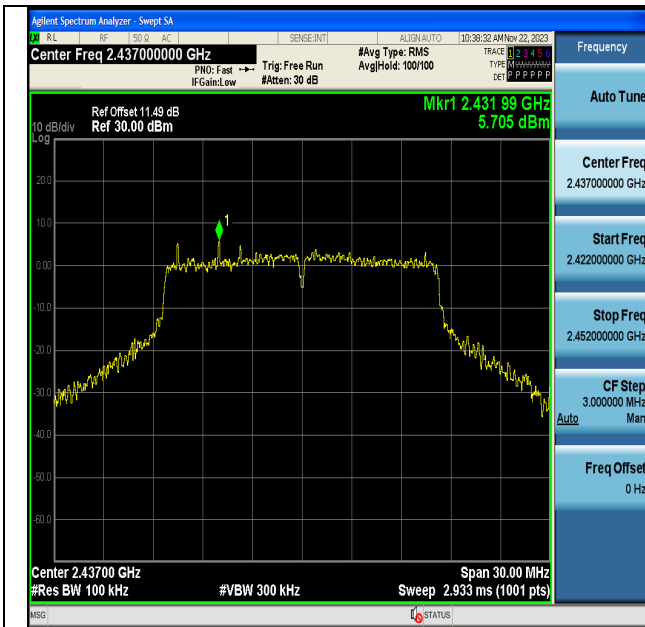 Agilent Spectrum Analyzer - Swept SA
LXI RL RF 50 Ω AC SENSE:INT ALIGN AUTO 10:38:32 AM Nov 22, 2023
Center Freq 2.437000000 GHz
PNO: Fast
IFGain:Low
Trig: Free Run
#Atten: 30 dB
#Avg Type: RMS
Avg|Hold: 100/100
TRACE 1 2 3 4 5 6
TYPE M
DET P P P P P P
Ref Offset 11.49 dB
10 dB/div Ref 30.00 dBm
Log
Mkr1 2.431 99 GHz
5.705 dBm
20.0
10.0
0.00
-10.0
-20.0
-30.0
-40.0
-50.0
-60.0
1
Center 2.43700 GHz
Span 30.00 MHz
#Res BW 100 kHz
#VBW 300 kHz
Sweep 2.933 ms (1001 pts)
MSG
STATUS
Frequency
Auto Tune
Center Freq
2.437000000 GHz
Start Freq
2.422000000 GHz
Stop Freq
2.452000000 GHz
CF Step
3.000000 MHz
Auto Man
Freq Offset
0 Hz